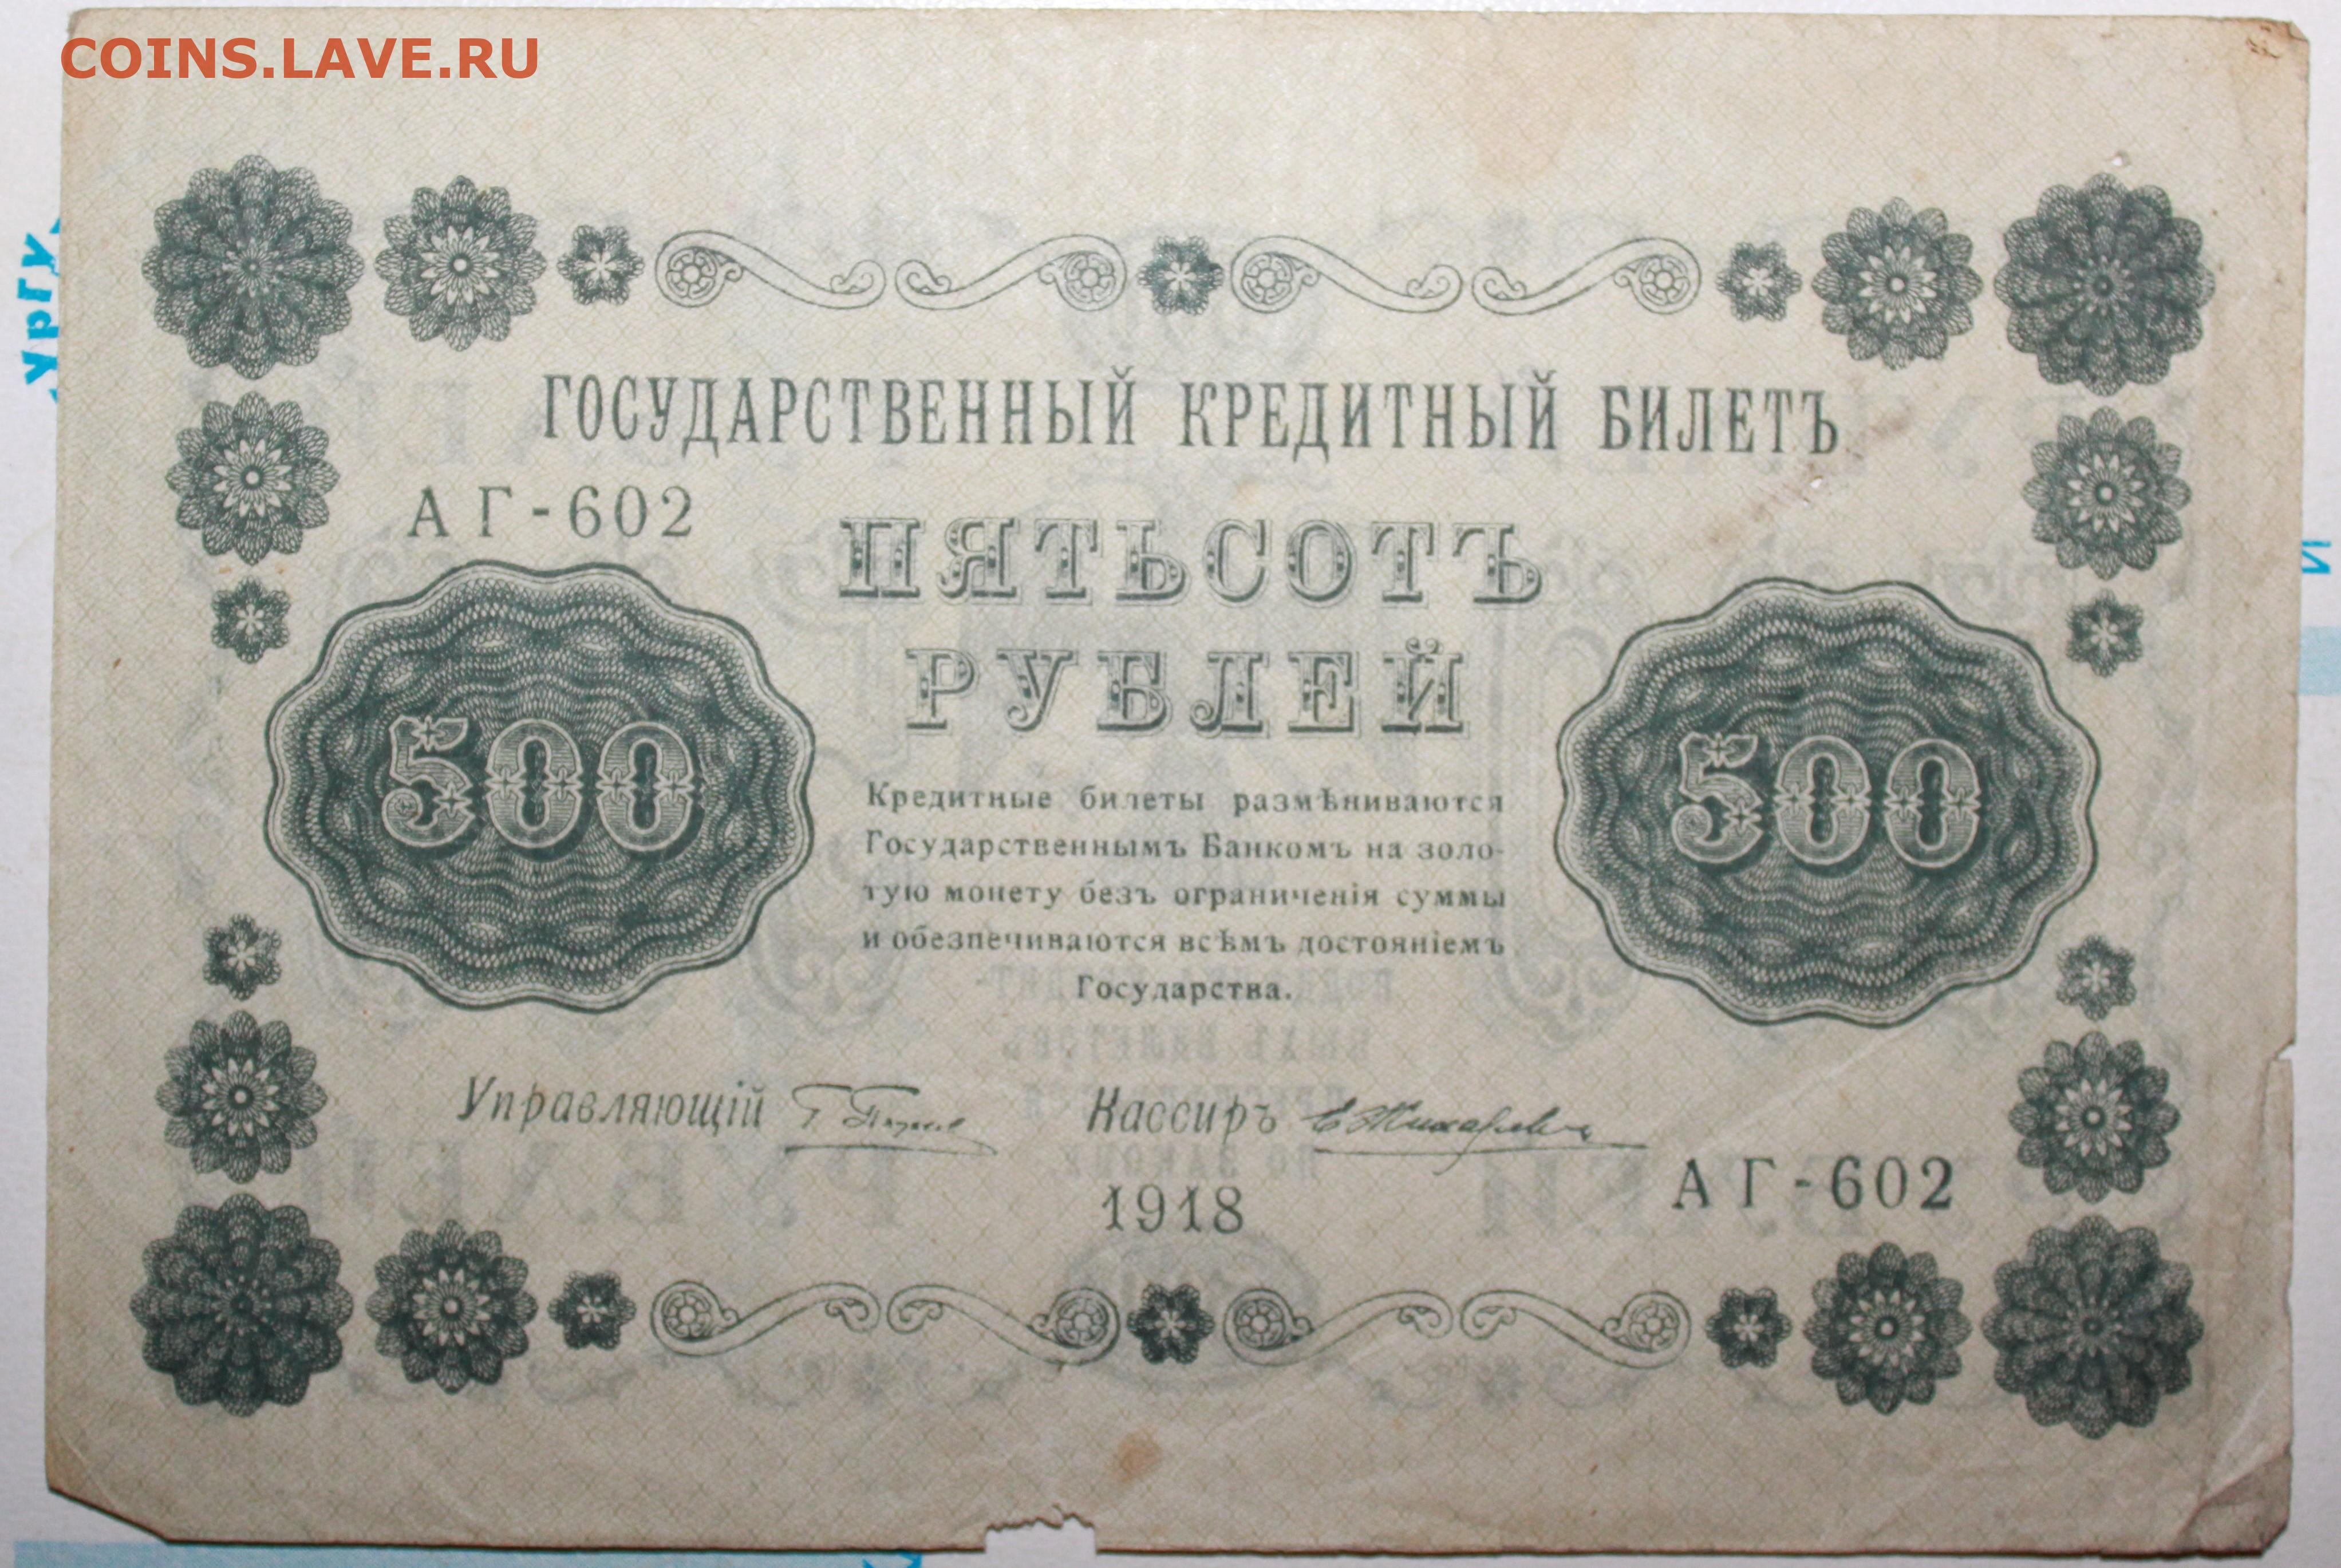 COINS.LAVE.RU
ГОСУДАРСТВЕННЫЙ КРЕДИТНЫЙ БИЛЕТЪ
АГ-602
ПЯТЬСОТЪ
РУБЛЕЙ
500
500
Кредитные билеты размѣниваются
Государственнымъ Банкомъ на золо-
тую монету безъ ограниченія суммы
и обезпечиваются всѣмъ достояніемъ
Государства.
Управляющій
Кассиръ
1918
АГ-602